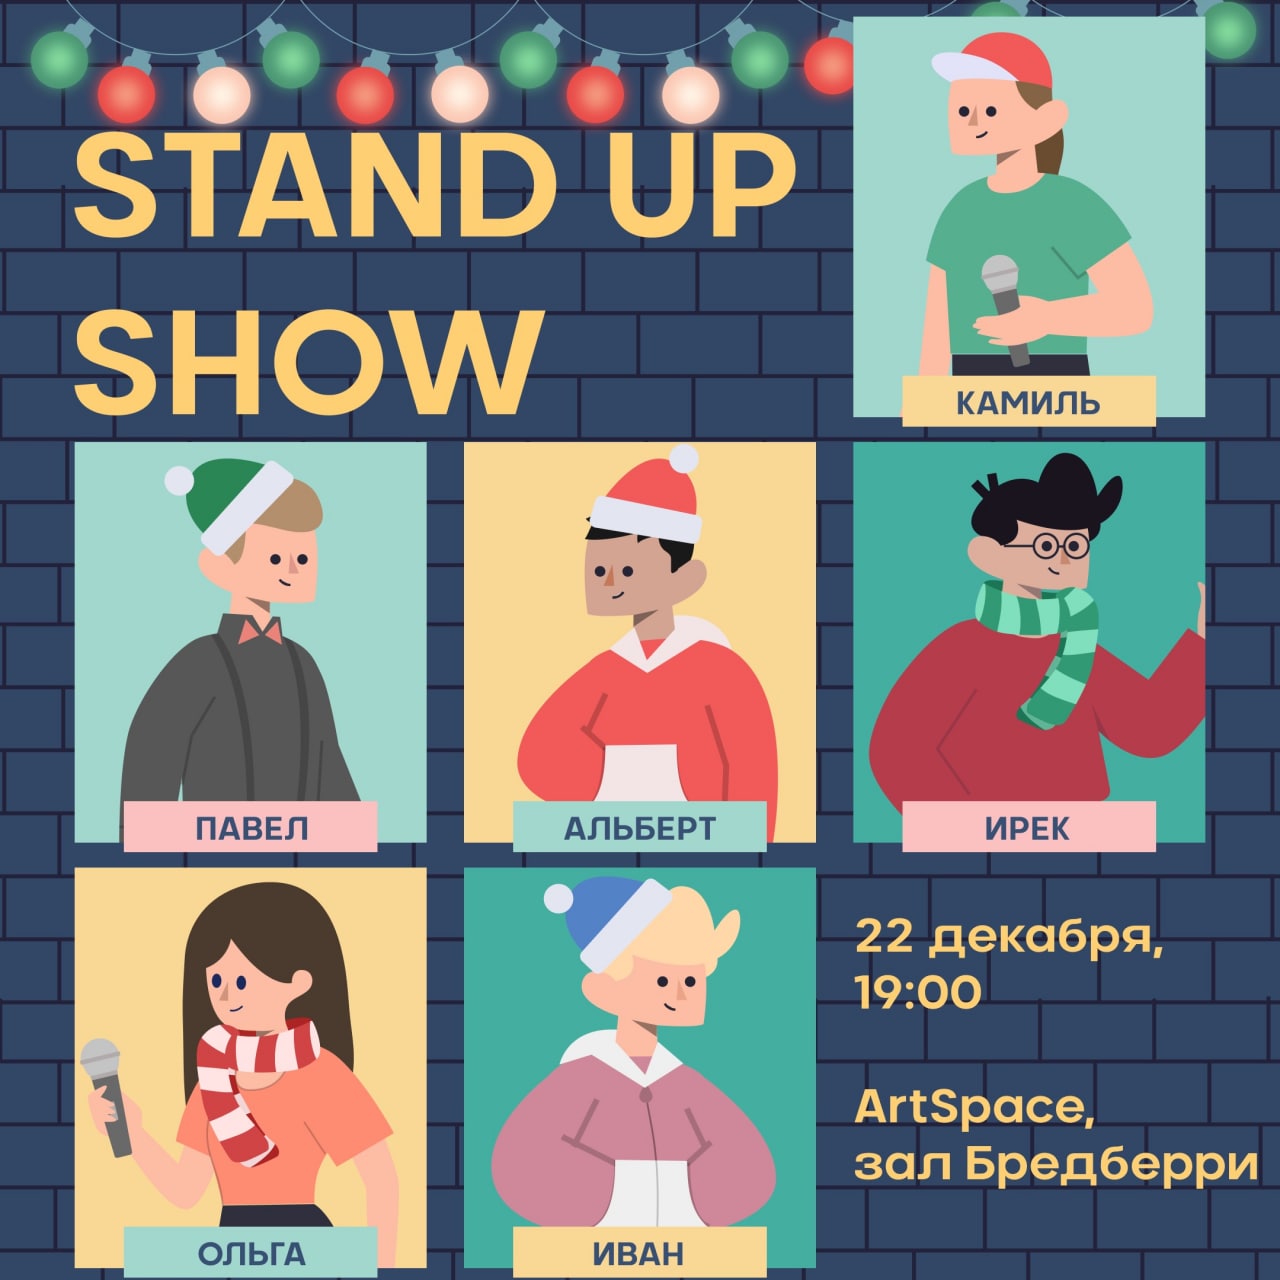 STAND UP
SHOW
КАМИЛЬ
ПАВЕЛ
АЛЬБЕРТ
ИРЕК
ОЛЬГА
ИВАН
22 декабря,
19:00
ArtSpace,
зал Бредберри